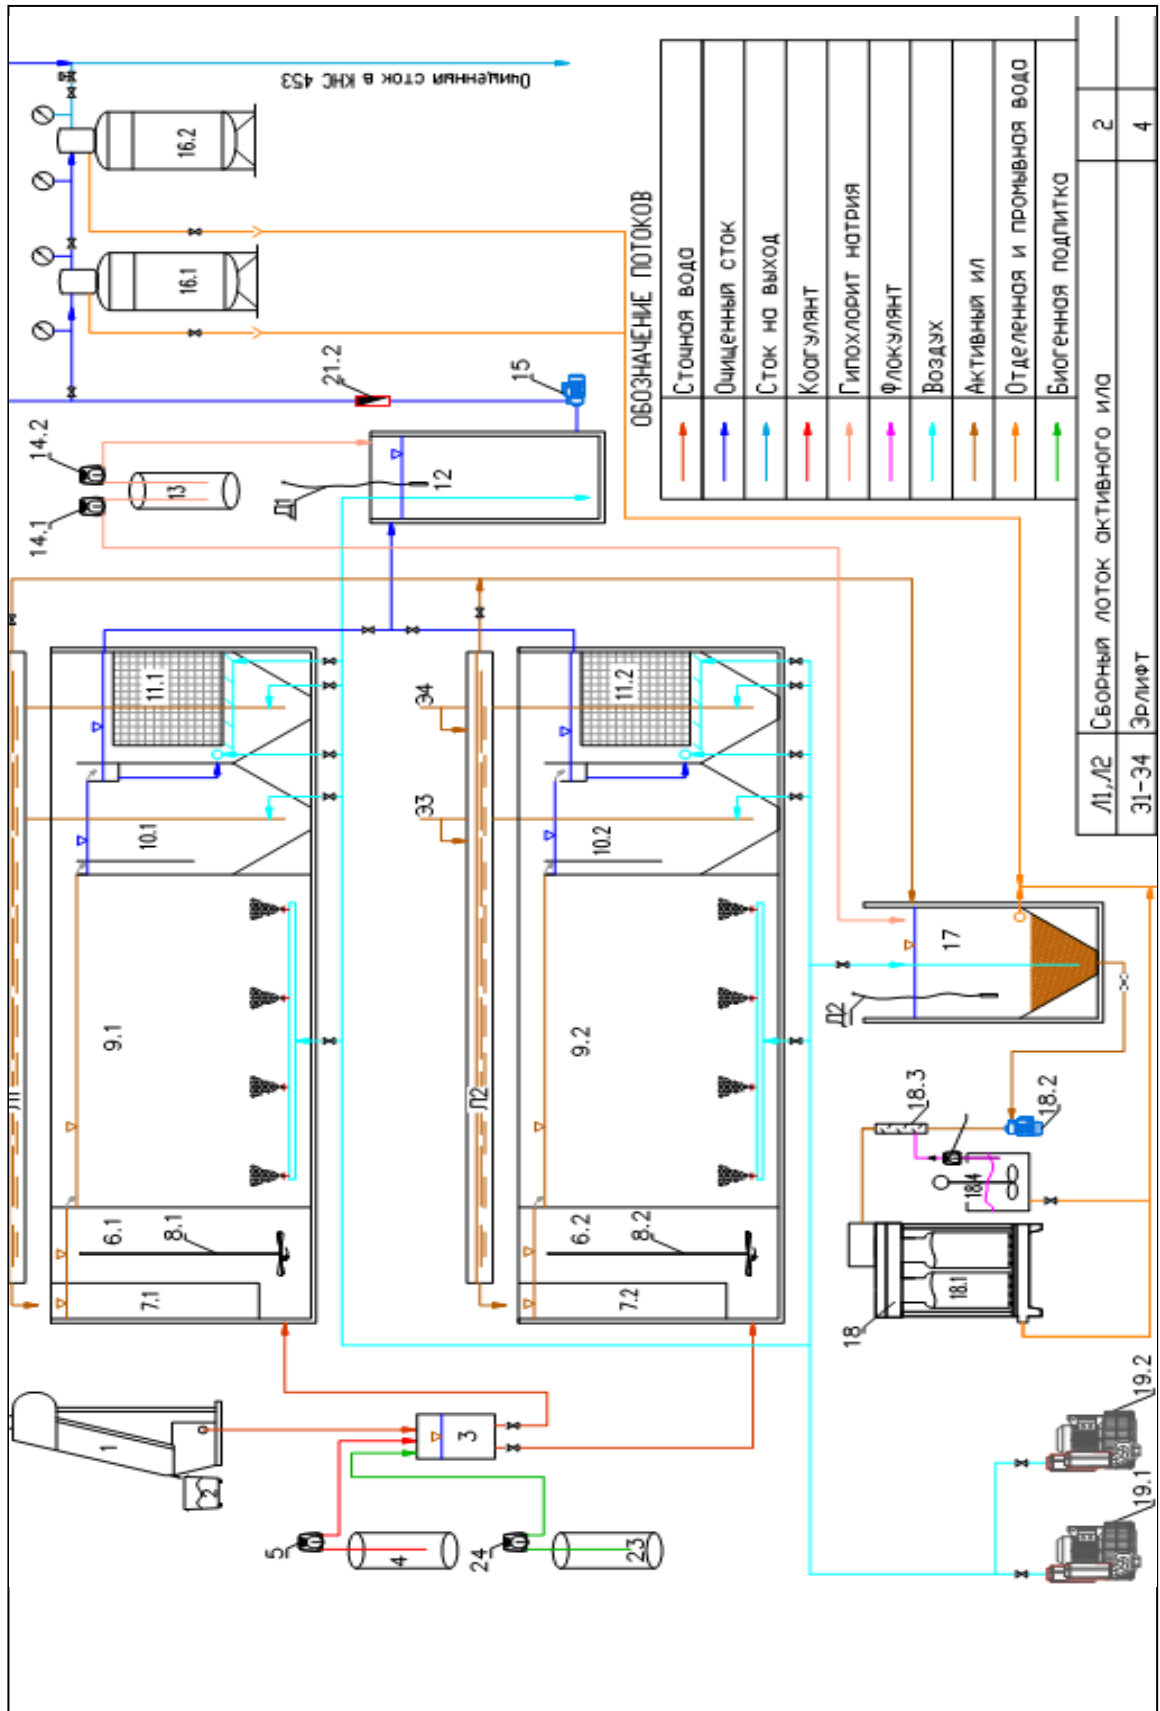 Очищенный сток в КНС 453
16.2
16.1
21.2
15
14.2
14.1
13
Д1
12
11.1
10.1
9.1
8.1
6.1
7.1
Л1
Э4
Э3
11.2
10.2
9.2
Л2
8.2
6.2
7.2
1
2
3
5
4
24
23
17
Д2
18.3
18.2
18.4
18.1
18
19.2
19.1
ОБОЗНАЧЕНИЕ ПОТОКОВ
Сточная вода
Очищенный сток
Сток на выход
Коагулянт
Гипохлорит натрия
Флокулянт
Воздух
Активный ил
Отделенная и промывная вода
Биогенная подпитка
Л1,Л2 Сборный лоток активного ила 2
Э1-Э4 Эрлифт 4